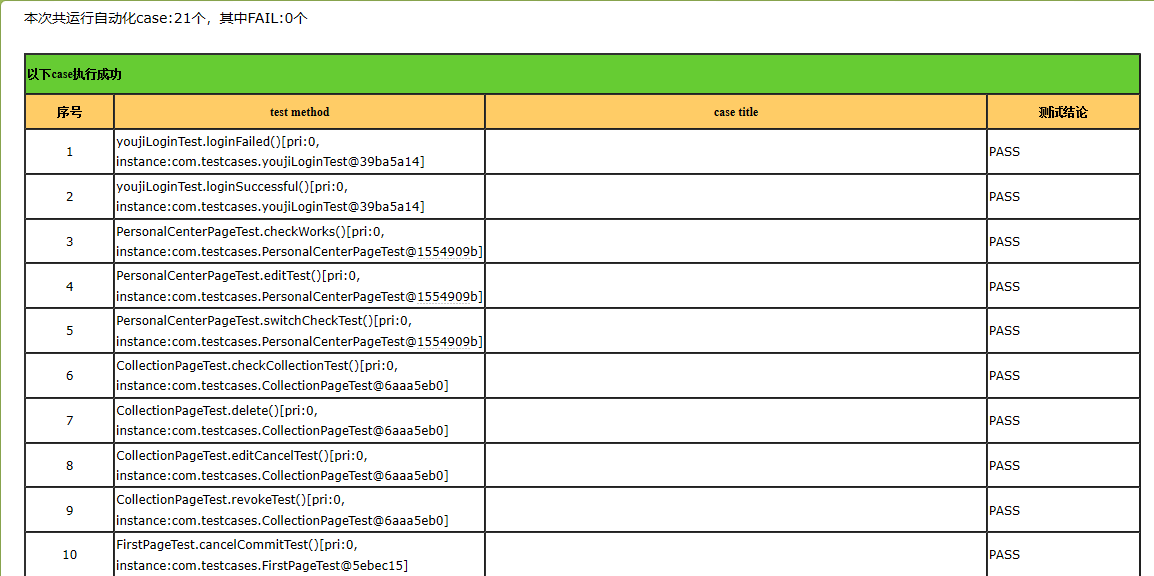 本次共运行自动化case:21个，其中FAIL:0个
以下case执行成功
序号 test method case title 测试结论
1 youjiLoginTest.loginFailed()[pri:0, instance:com.testcases.youjiLoginTest@39ba5a14] PASS
2 youjiLoginTest.loginSuccessful()[pri:0, instance:com.testcases.youjiLoginTest@39ba5a14] PASS
3 PersonalCenterPageTest.checkWorks()[pri:0, instance:com.testcases.PersonalCenterPageTest@1554909b] PASS
4 PersonalCenterPageTest.editTest()[pri:0, instance:com.testcases.PersonalCenterPageTest@1554909b] PASS
5 PersonalCenterPageTest.switchCheckTest()[pri:0, instance:com.testcases.PersonalCenterPageTest@1554909b] PASS
6 CollectionPageTest.checkCollectionTest()[pri:0, instance:com.testcases.CollectionPageTest@6aaa5eb0] PASS
7 CollectionPageTest.delete()[pri:0, instance:com.testcases.CollectionPageTest@6aaa5eb0] PASS
8 CollectionPageTest.editCancelTest()[pri:0, instance:com.testcases.CollectionPageTest@6aaa5eb0] PASS
9 CollectionPageTest.revokeTest()[pri:0, instance:com.testcases.CollectionPageTest@6aaa5eb0] PASS
10 FirstPageTest.cancelCommitTest()[pri:0, instance:com.testcases.FirstPageTest@5ebec15] PASS